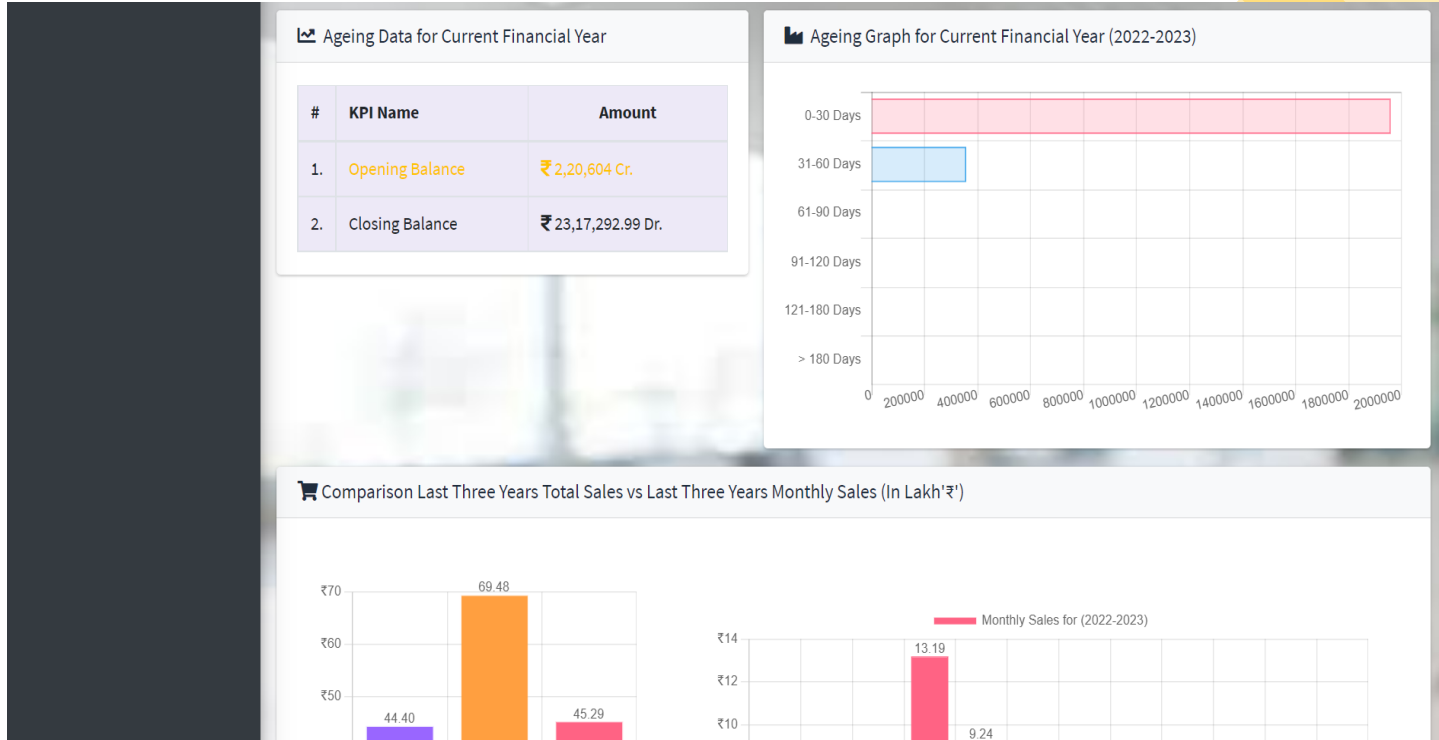 Ageing Data for Current Financial Year
# KPI Name Amount
1. Opening Balance ₹ 2,20,604 Cr.
2. Closing Balance ₹ 23,17,292.99 Dr.
Ageing Graph for Current Financial Year (2022-2023)
0-30 Days
31-60 Days
61-90 Days
91-120 Days
121-180 Days
> 180 Days
0 200000 400000 600000 800000 1000000 1200000 1400000 1600000 1800000 2000000
Comparison Last Three Years Total Sales vs Last Three Years Monthly Sales (In Lakh'₹')
₹70
₹60
₹50
69.48
44.40
45.29
Monthly Sales for (2022-2023)
₹14
₹12
₹10
13.19
9.24